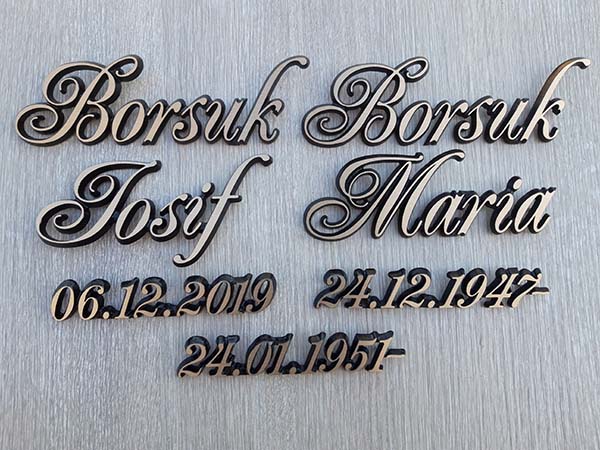 Borsuk Borsuk
Iosif Maria
06.12.2019 24.12.1947-
24.01.1951-